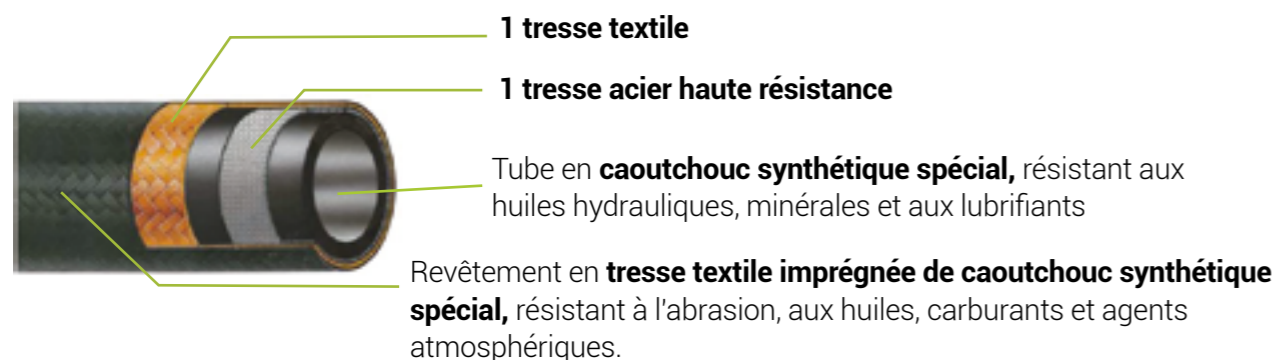 1 tresse textile
1 tresse acier haute résistance
Tube en caoutchouc synthétique spécial, résistant aux
huiles hydrauliques, minérales et aux lubrifiants
Revêtement en tresse textile imprégnée de caoutchouc synthétique
spécial, résistant à l'abrasion, aux huiles, carburants et agents
atmosphériques.